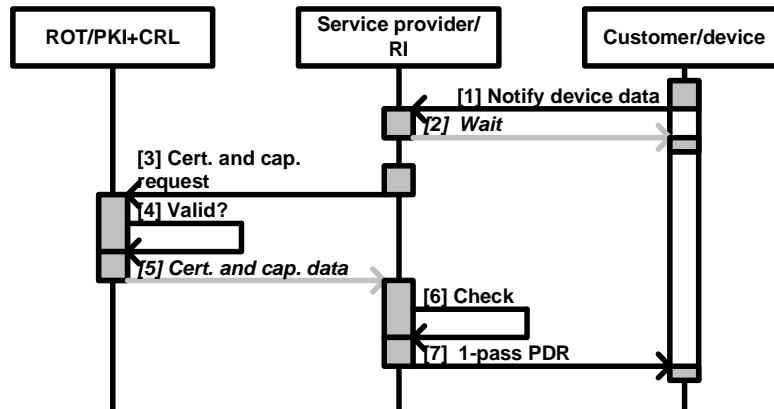 ROT/PKI+CRL
Service provider/
RI
Customer/device
[1] Notify device data
[2] Wait
[3] Cert. and cap.
request
[4] Valid?
[5] Cert. and cap. data
[6] Check
[7] 1-pass PDR